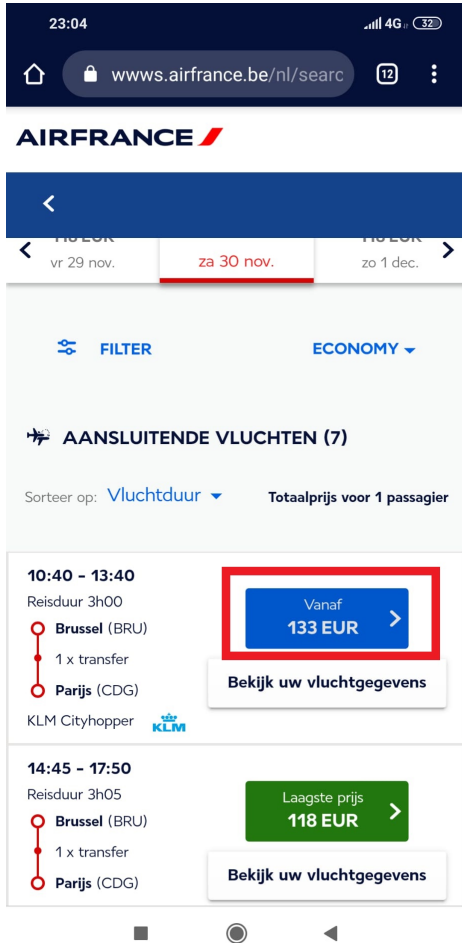 23:04
4G 32
wwws.airfrance.be/nl/searc 12
AIRFRANCE
vr 29 nov. za 30 nov. zo 1 dec.
FILTER ECONOMY
AANSLUITENDE VLUCHTEN (7)
Sorteer op: Vluchtduur Totaalprijs voor 1 passagier
10:40 - 13:40
Reisduur 3h00
Brussel (BRU)
1 x transfer
Parijs (CDG)
KLM Cityhopper KLM
Vanaf
133 EUR
Bekijk uw vluchtgegevens
14:45 - 17:50
Reisduur 3h05
Brussel (BRU)
1 x transfer
Parijs (CDG)
Laagste prijs
118 EUR
Bekijk uw vluchtgegevens